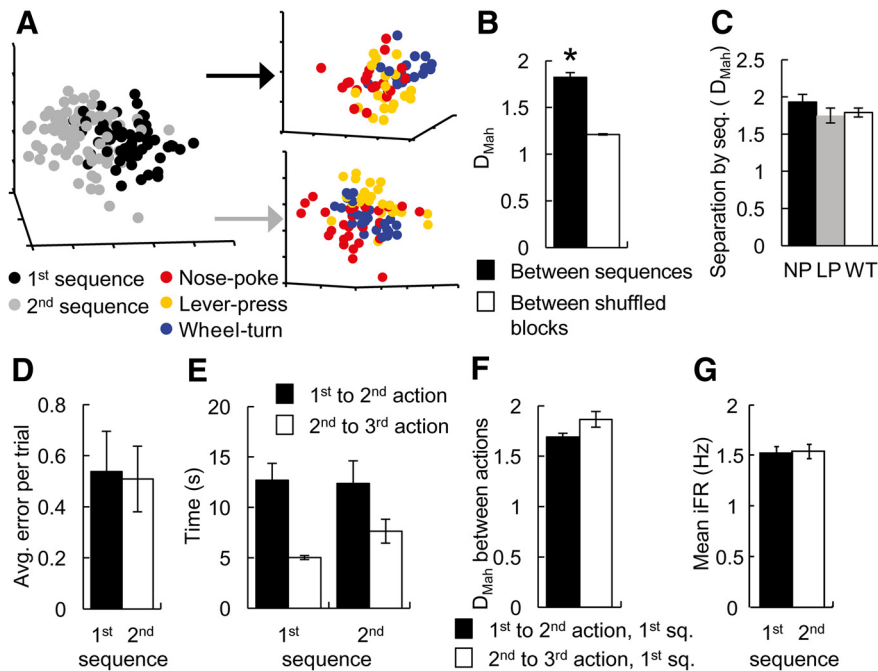 A
1st sequence
2nd sequence
Nose-poke
Lever-press
Wheel-turn
B
*
2
1.5
1
0.5
0
DMah
Between sequences
Between shuffled
blocks
C
Separation by seq. ( DMah)
2.5
2
1.5
1
0.5
0
NP LP WT
D
Avg. error per trial
0.8
0.6
0.4
0.2
0
1st 2nd
sequence
E
1st to 2nd action
2nd to 3rd action
Time (s)
20
15
10
5
0
1st 2nd
sequence
F
DMah between actions
2
1.5
1
0.5
0
1st to 2nd action, 1st sq.
2nd to 3rd action, 1st sq.
G
Mean iFR (Hz)
2
1.5
1
0.5
0
1st 2nd
sequence